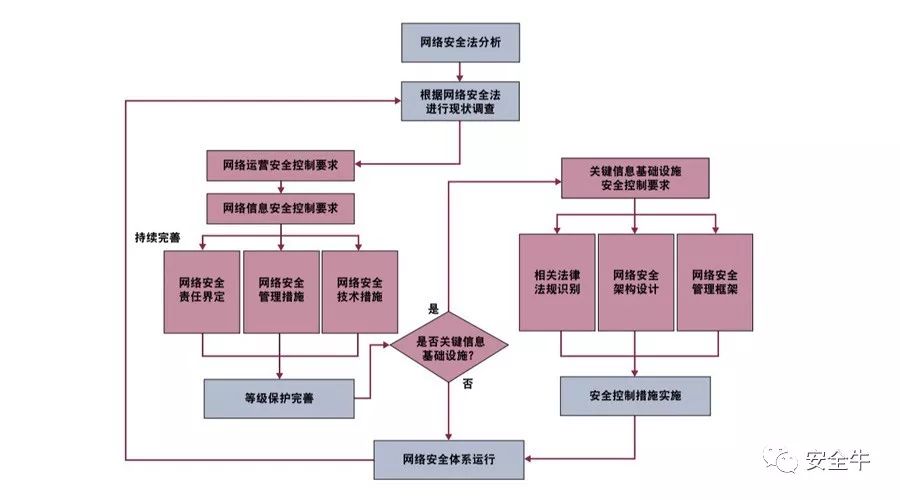 网络安全法分析
根据网络安全法
进行现状调查
网络运营安全控制要求
网络信息安全控制要求
持续完善
网络安全
责任界定
网络安全
管理措施
网络安全
技术措施
等级保护完善
是否关键信息
基础设施？
是
否
关键信息基础设施
安全控制要求
相关法律
法规识别
网络安全
架构设计
网络安全
管理框架
安全控制措施实施
网络安全体系运行
安全牛